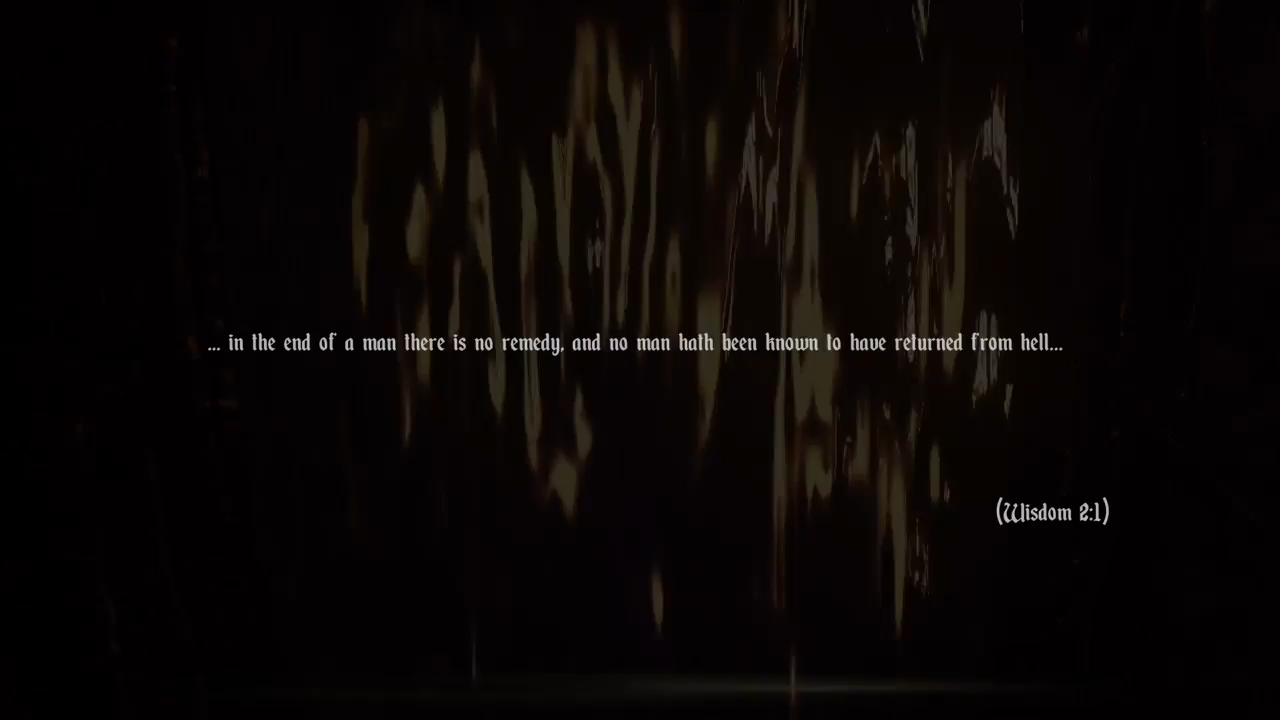 ... in the end of a man there is no remedy, and no man hath been known to have returned from hell...
(Wisdom 2:1)